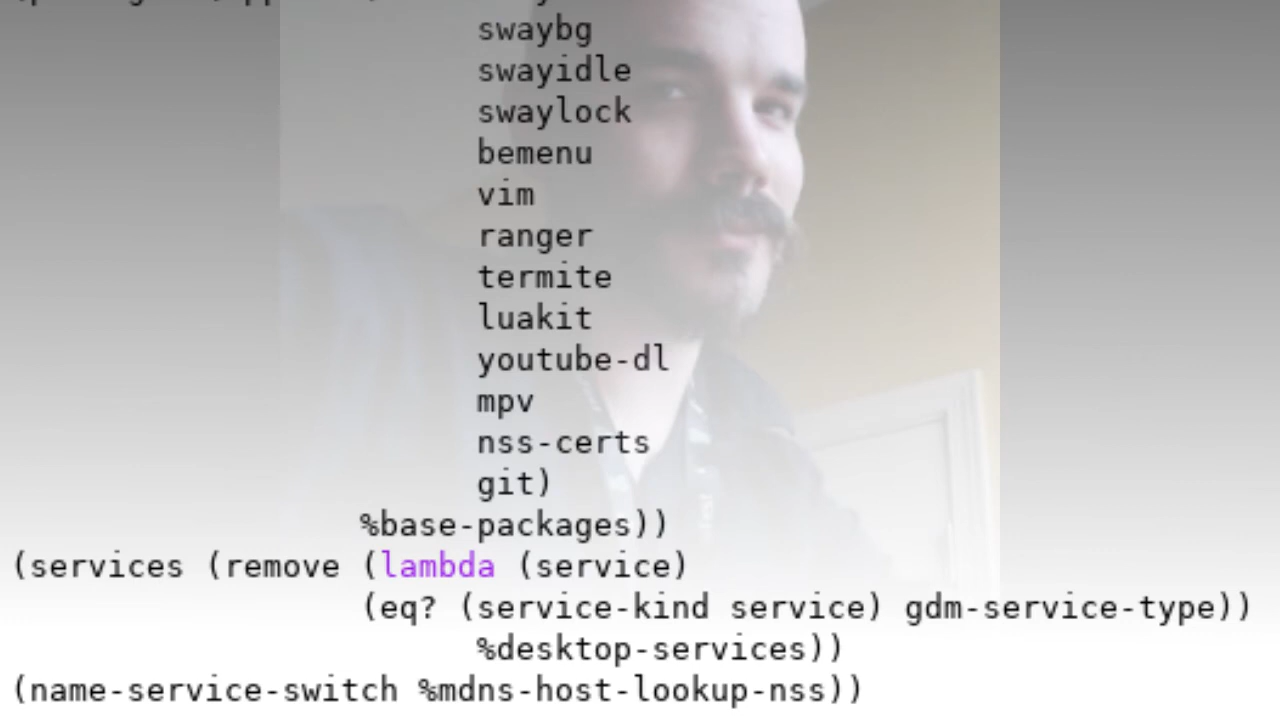 swaybg
swayidle
swaylock
bemenu
vim
ranger
termite
luakit
youtube-dl
mpv
nss-certs
git)
%base-packages))
(services (remove (lambda (service)
(eq? (service-kind service) gdm-service-type))
%desktop-services))
(name-service-switch %mdns-host-lookup-nss))